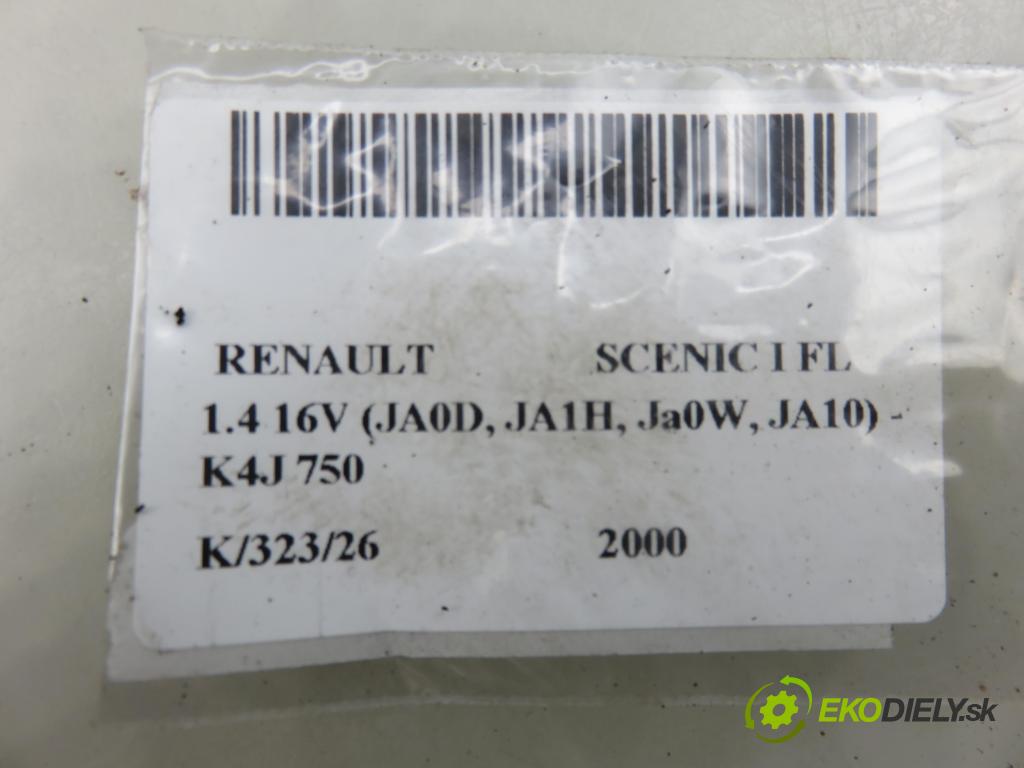 RENAULT SCENIC I FL
1.4 16V (JA0D, JA1H, Ja0W, JA10) -
K4J 750
K/323/26 2000
EKODIELY.sk